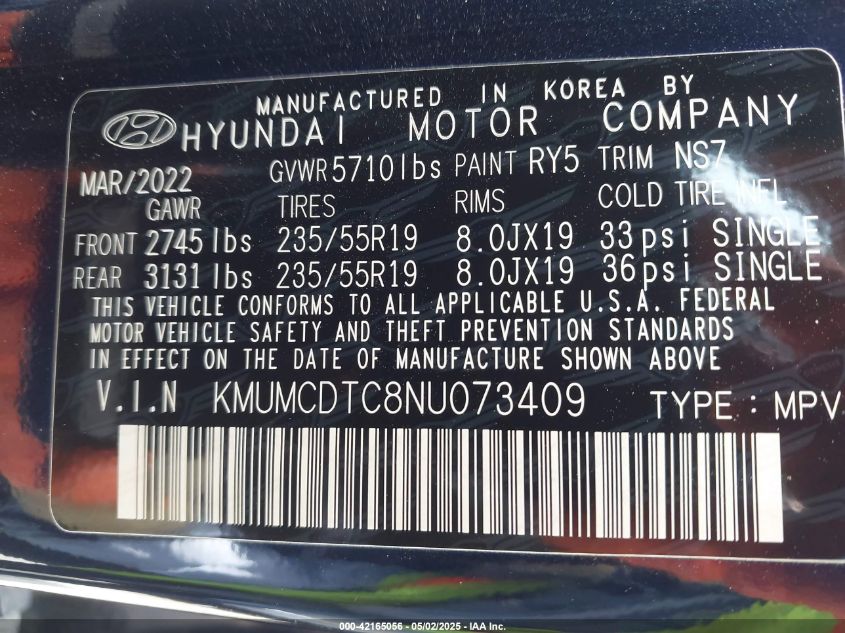 MANUFACTURED IN KOREA BY
HYUNDAI MOTOR COMPANY
MAR/2022 GVWR 5710lbs PAINT RY5 TRIM NS7
GAWR TIRES RIMS COLD TIRE INFL
FRONT 2745 lbs 235/55R19 8.0JX19 33psi SINGLE
REAR 3131 lbs 235/55R19 8.0JX19 36psi SINGLE
THIS VEHICLE CONFORMS TO ALL APPLICABLE U.S.A. FEDERAL
MOTOR VEHICLE SAFETY AND THEFT PREVENTION STANDARDS
IN EFFECT ON THE DATE OF MANUFACTURE SHOWN ABOVE
V.I.N KMUMCDTC8NU073409 TYPE : MPV
000-42165056 - 05/02/2025 - IAA Inc.